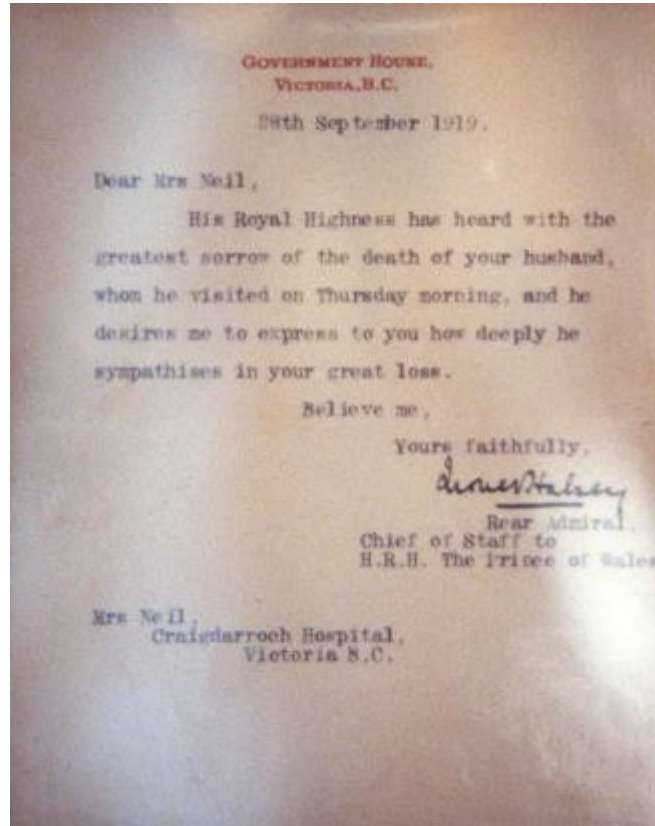 GOVERNMENT HOUSE,
VICTORIA, B.C.
28th September 1919.
Dear Mrs Neil,
His Royal Highness has heard with the
greatest sorrow of the death of your husband,
whom he visited on Thursday morning, and he
desires me to express to you how deeply he
sympathises in your great loss.
Believe me,
Yours faithfully,
Lionel Halsey
Rear Admiral,
Chief of Staff to
H.R.H. The Prince of Wales
Mrs Neil,
Craigdarroch Hospital,
Victoria B.C.